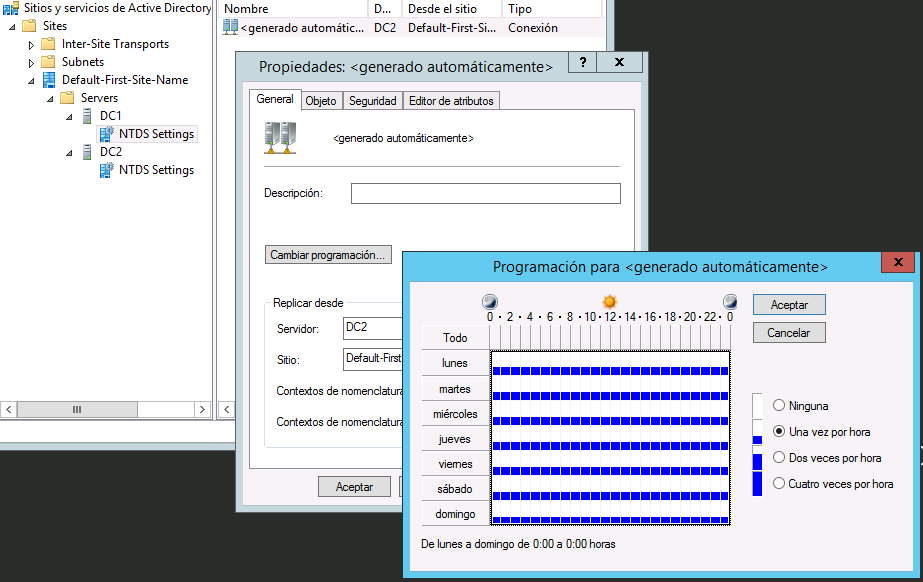 Sitios y servicios de Active Directory
Sites
Inter-Site Transports
Subnets
Default-First-Site-Name
Servers
DC1
NTDS Settings
DC2
NTDS Settings
Nombre D... Desde el sitio Tipo
<generado automátic... DC2 Default-First-Si... Conexión
Propiedades: <generado automáticamente> ? x
General Objeto Seguridad Editor de atributos
<generado automáticamente>
Descripción:
Cambiar programación...
Replicar desde
Servidor: DC2
Sitio: Default-First
Contextos de nomenclatura
Contextos de nomenclatura
Aceptar
Programación para <generado automáticamente> x
0 · 2 · 4 · 6 · 8 · 10 · 12 · 14 · 16 · 18 · 20 · 22 · 0
Todo
lunes
martes
miércoles
jueves
viernes
sábado
domingo
De lunes a domingo de 0:00 a 0:00 horas
Aceptar
Cancelar
Ninguna
Una vez por hora
Dos veces por hora
Cuatro veces por hora